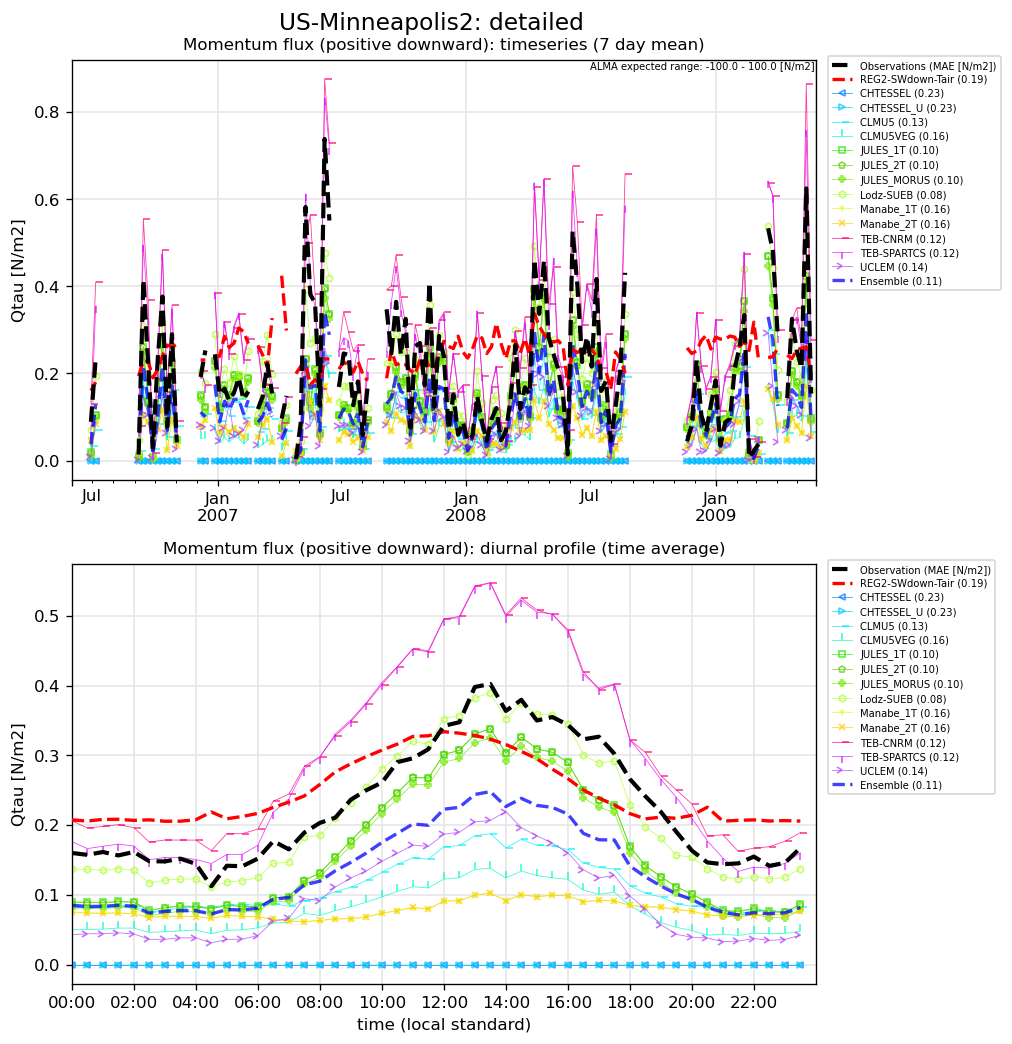 US-Minneapolis2: detailed
Momentum flux (positive downward): timeseries (7 day mean)
ALMA expected range: -100.0 - 100.0 [N/m2]
Qtau [N/m2]
0.8
0.6
0.4
0.2
0.0
Jul
Jan
2007
Jul
Jan
2008
Jul
Jan
2009
Observations (MAE [N/m2])
REG2-SWdown-Tair (0.19)
CHTESSEL (0.23)
CHTESSEL_U (0.23)
CLMU5 (0.13)
CLMU5VEG (0.16)
JULES_1T (0.10)
JULES_2T (0.10)
JULES_MORUS (0.10)
Lodz-SUEB (0.08)
Manabe_1T (0.16)
Manabe_2T (0.16)
TEB-CNRM (0.12)
TEB-SPARTCS (0.12)
UCLEM (0.14)
Ensemble (0.11)
Momentum flux (positive downward): diurnal profile (time average)
Qtau [N/m2]
0.5
0.4
0.3
0.2
0.1
0.0
00:00
02:00
04:00
06:00
08:00
10:00
12:00
14:00
16:00
18:00
20:00
22:00
time (local standard)
Observation (MAE [N/m2])
REG2-SWdown-Tair (0.19)
CHTESSEL (0.23)
CHTESSEL_U (0.23)
CLMU5 (0.13)
CLMU5VEG (0.16)
JULES_1T (0.10)
JULES_2T (0.10)
JULES_MORUS (0.10)
Lodz-SUEB (0.08)
Manabe_1T (0.16)
Manabe_2T (0.16)
TEB-CNRM (0.12)
TEB-SPARTCS (0.12)
UCLEM (0.14)
Ensemble (0.11)